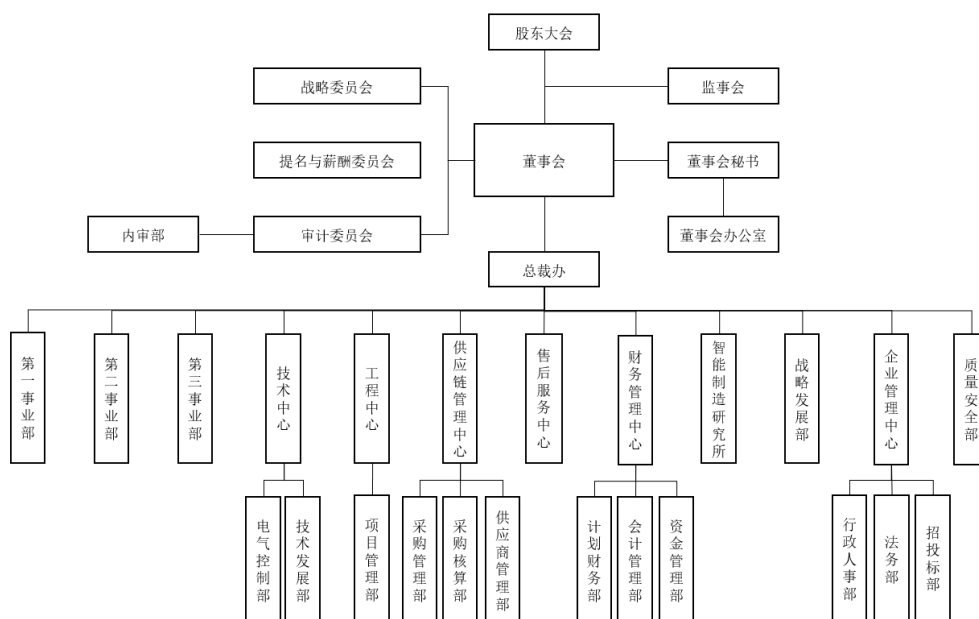 股东大会
战略委员会
监事会
董事会
提名与薪酬委员会
董事会秘书
内审部
审计委员会
董事会办公室
总裁办
第一事业部
第二事业部
第三事业部
技术中心
工程中心
供应链管理中心
售后服务中心
财务管理中心
智能制造研究所
战略发展部
企业管理中心
质量安全部
电气控制部
技术发展部
项目管理部
采购管理部
采购核算部
供应商管理部
计划财务部
会计管理部
资金管理部
行政人事部
法务部
招投标部